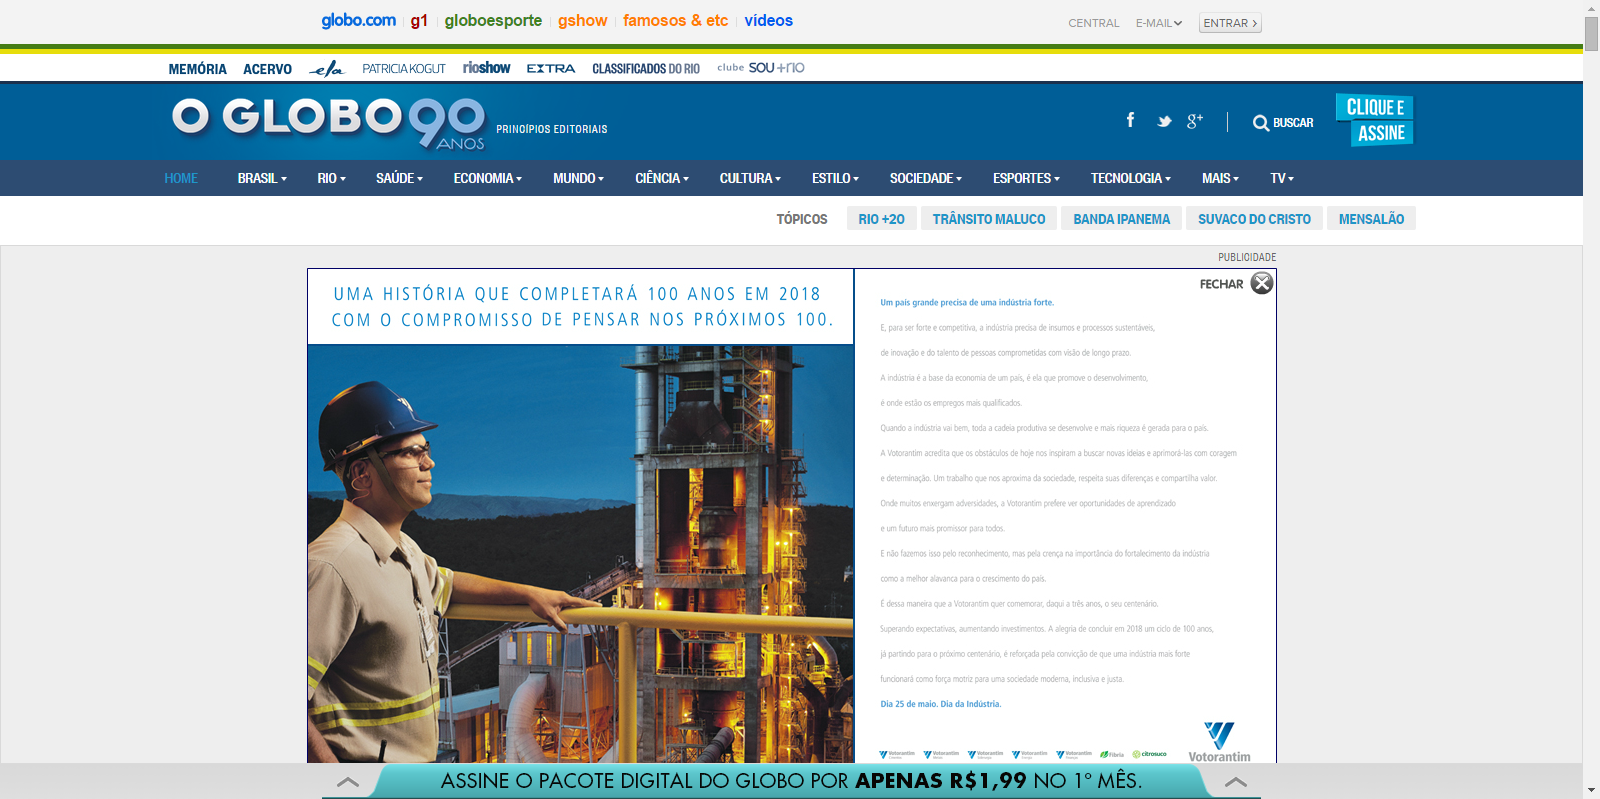 globo.com g1 globoesporte gshow famosos & etc vídeos CENTRAL E-MAIL ENTRAR
MEMÓRIA ACERVO ela PATRICIA KOGUT rioshow EXTRA CLASSIFICADOS DO RIO clube SOU+RIO
O GLOBO 90 ANOS PRINCÍPIOS EDITORIAIS f g+ BUSCAR CLIQUE E ASSINE
HOME BRASIL RIO SAÚDE ECONOMIA MUNDO CIÊNCIA CULTURA ESTILO SOCIEDADE ESPORTES TECNOLOGIA MAIS TV
TÓPICOS RIO +20 TRÂNSITO MALUCO BANDA IPANEMA SUVACO DO CRISTO MENSALÃO
PUBLICIDADE
FECHAR
UMA HISTÓRIA QUE COMPLETARÁ 100 ANOS EM 2018
COM O COMPROMISSO DE PENSAR NOS PRÓXIMOS 100.
Um país grande precisa de uma indústria forte.
E, para ser forte e competitiva, a indústria precisa de insumos e processos sustentáveis,
de inovação e do talento de pessoas comprometidas com visão de longo prazo.
A indústria é a base da economia de um país, é ela que promove o desenvolvimento,
é onde estão os empregos mais qualificados.
Quando a indústria vai bem, toda a cadeia produtiva se desenvolve e mais riqueza é gerada para o país.
A Votorantim acredita que os obstáculos de hoje nos inspiram a buscar novas ideias e aprimorá-las com coragem
e determinação. Um trabalho que nos aproxima da sociedade, respeita suas diferenças e compartilha valor.
Onde muitos enxergam adversidades, a Votorantim prefere ver oportunidades de aprendizado
e um futuro mais promissor para todos.
E não fazemos isso pelo reconhecimento, mas pela crença na importância do fortalecimento da indústria
como a melhor alavanca para o crescimento do país.
É dessa maneira que a Votorantim quer comemorar, daqui a três anos, o seu centenário.
Superando expectativas, aumentando investimentos. A alegria de concluir em 2018 um ciclo de 100 anos,
já partindo para o próximo centenário, é reforçada pela convicção de que uma indústria mais forte
funcionará como força motriz para uma sociedade moderna, inclusiva e justa.
Dia 25 de maio. Dia da Indústria.
Votorantim Votorantim Votorantim Votorantim Votorantim Fibria citrosuco
Votorantim
ASSINE O PACOTE DIGITAL DO GLOBO POR APENAS R$1,99 NO 1º MÊS.